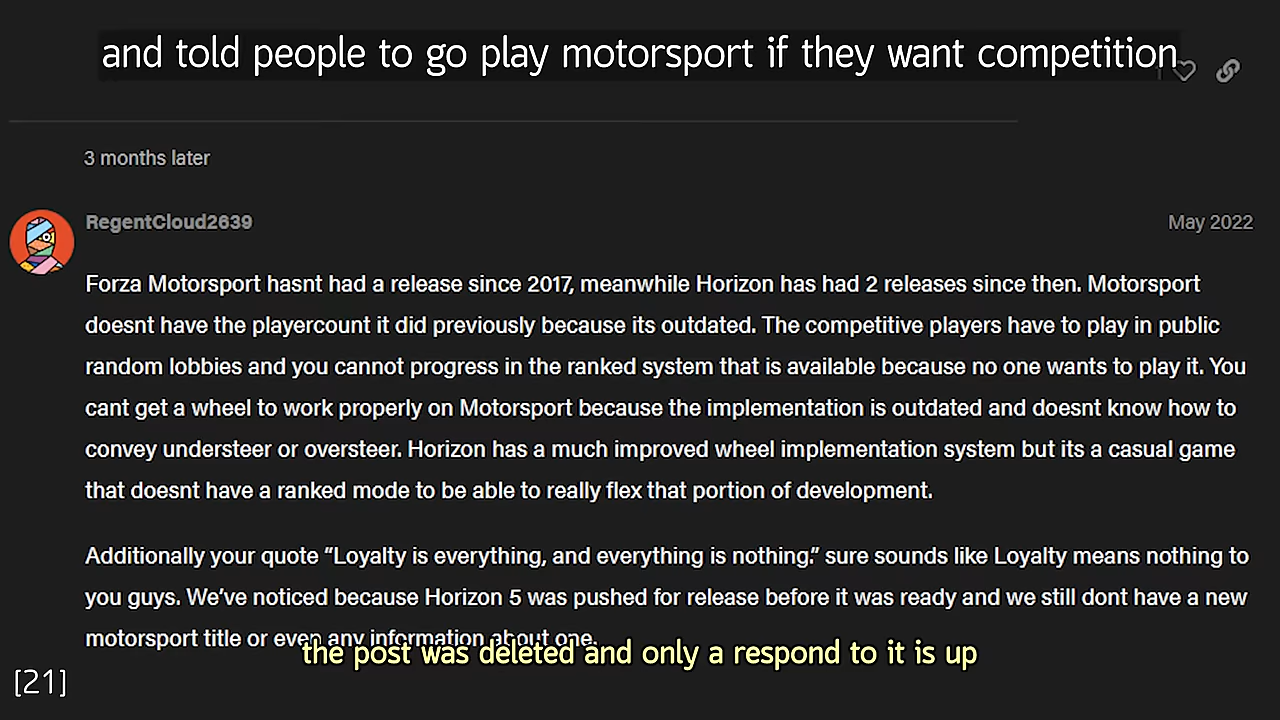 and told people to go play motorsport if they want competition
3 months later
RegentCloud2639
May 2022
Forza Motorsport hasnt had a release since 2017, meanwhile Horizon has had 2 releases since then. Motorsport
doesnt have the playercount it did previously because its outdated. The competitive players have to play in public
random lobbies and you cannot progress in the ranked system that is available because no one wants to play it. You
cant get a wheel to work properly on Motorsport because the implementation is outdated and doesnt know how to
convey understeer or oversteer. Horizon has a much improved wheel implementation system but its a casual game
that doesnt have a ranked mode to be able to really flex that portion of development.
Additionally your quote “Loyalty is everything, and everything is nothing.” sure sounds like Loyalty means nothing to
you guys. We’ve noticed because Horizon 5 was pushed for release before it was ready and we still dont have a new
motorsport title or even any information about one.
the post was deleted and only a respond to it is up
[21]